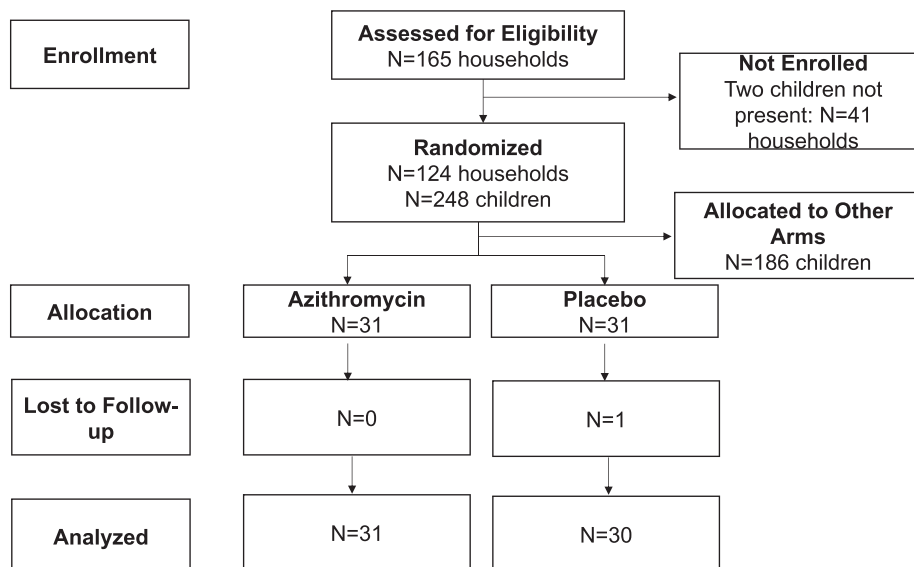 Enrollment
Assessed for Eligibility
N=165 households
Not Enrolled
Two children not
present: N=41
households
Randomized
N=124 households
N=248 children
Allocated to Other
Arms
N=186 children
Allocation
Azithromycin
N=31
Placebo
N=31
Lost to Follow-
up
N=0
N=1
Analyzed
N=31
N=30